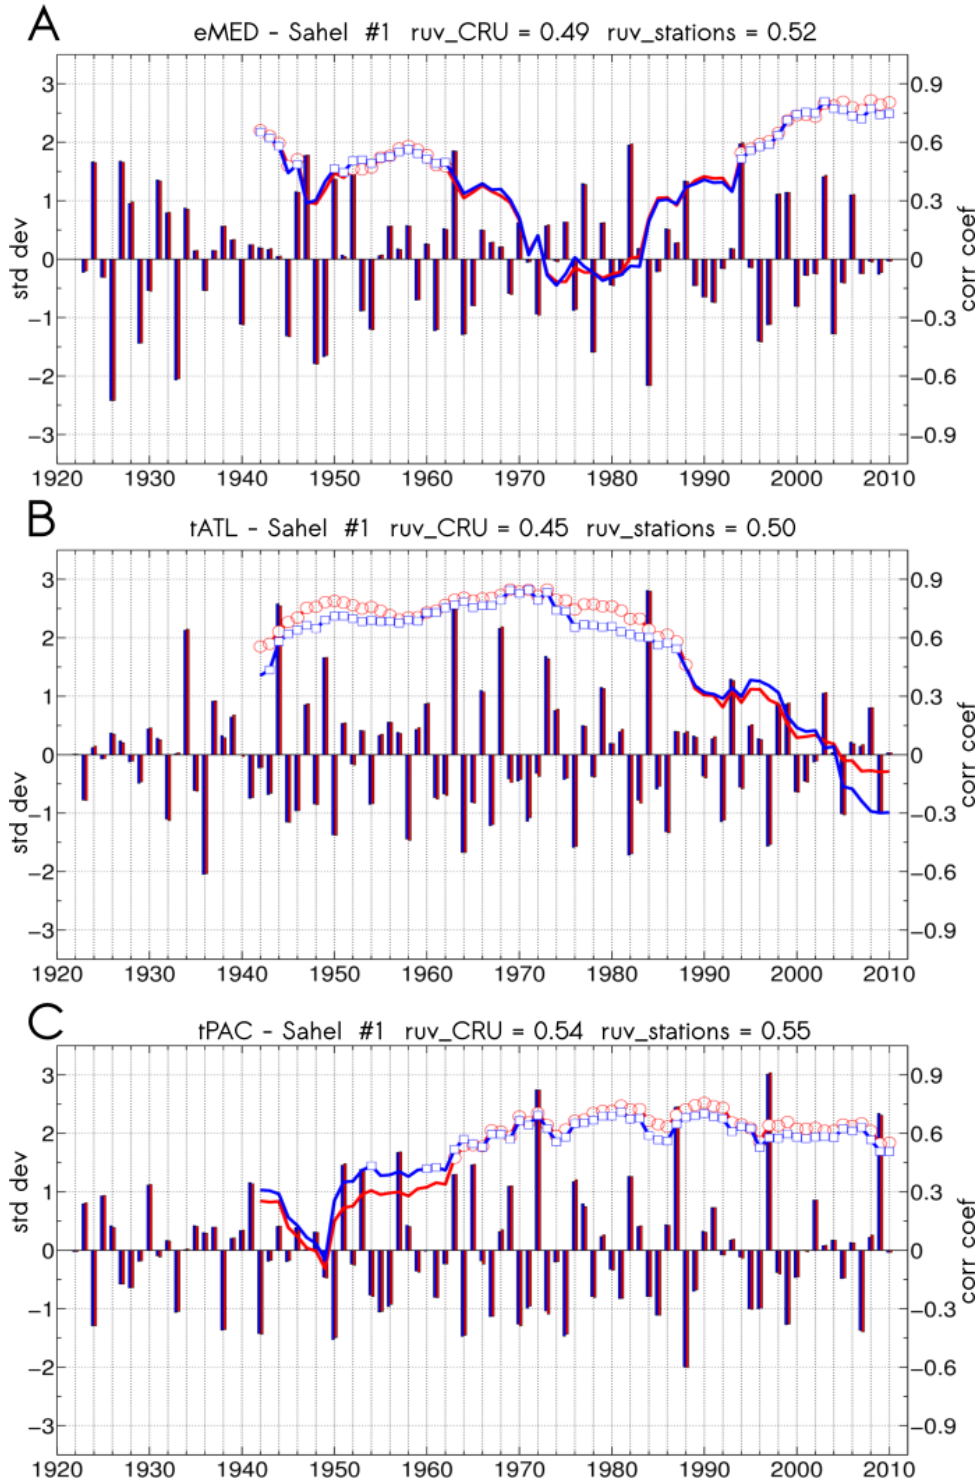 A
eMED - Sahel #1 ruv_CRU = 0.49 ruv_stations = 0.52
3
2
1
0
-1
-2
-3
std dev
0.9
0.6
0.3
0
-0.3
-0.6
-0.9
corr coef
1920 1930 1940 1950 1960 1970 1980 1990 2000 2010
B
tATL - Sahel #1 ruv_CRU = 0.45 ruv_stations = 0.50
3
2
1
0
-1
-2
-3
std dev
0.9
0.6
0.3
0
-0.3
-0.6
-0.9
corr coef
1920 1930 1940 1950 1960 1970 1980 1990 2000 2010
C
tPAC - Sahel #1 ruv_CRU = 0.54 ruv_stations = 0.55
3
2
1
0
-1
-2
-3
std dev
0.9
0.6
0.3
0
-0.3
-0.6
-0.9
corr coef
1920 1930 1940 1950 1960 1970 1980 1990 2000 2010